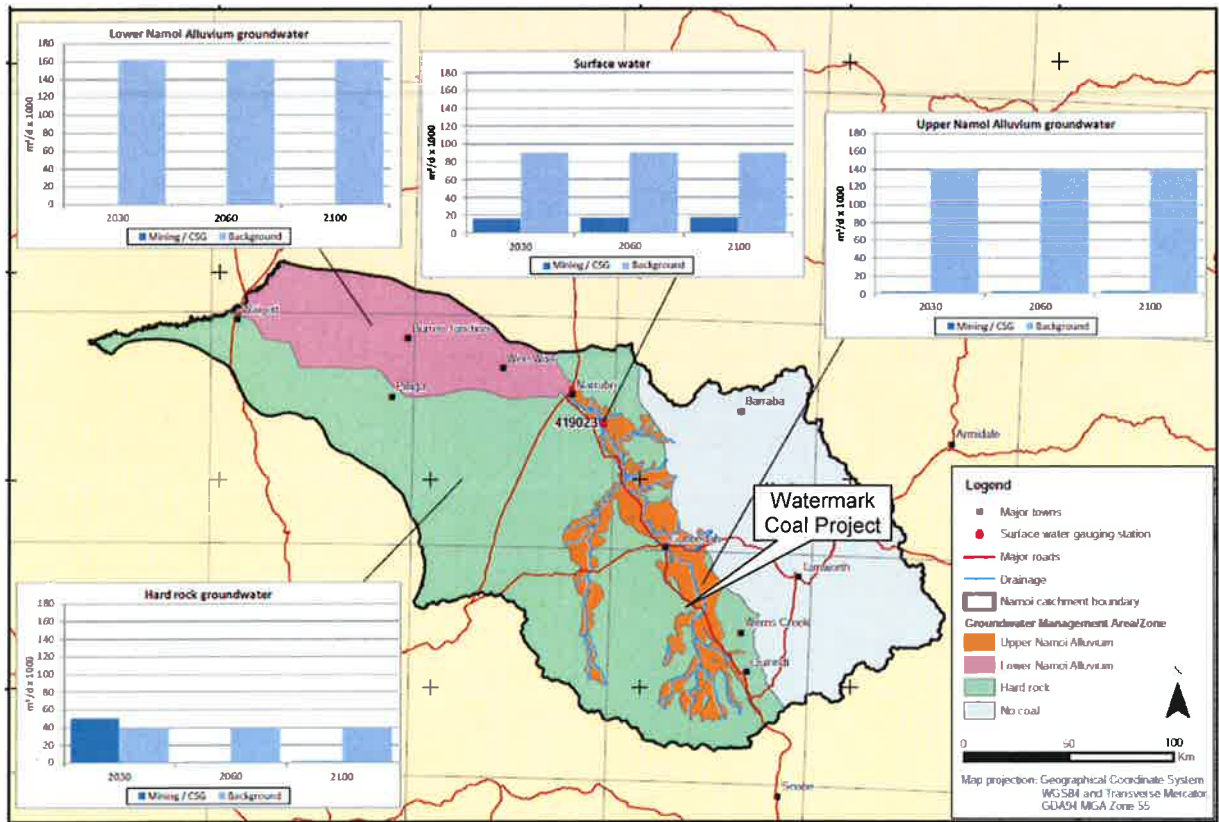 Lower Namoi Alluvium groundwater
180
160
140
120
100
80
60
40
20
0
m³/d x 1000
2030
2060
2100
Mining / CSG
Background
Surface water
180
160
140
120
100
80
60
40
20
0
m³/d x 1000
2030
2060
2100
Mining / CSG
Background
Upper Namoi Alluvium groundwater
180
160
140
120
100
80
60
40
20
0
m³/d x 1000
2030
2060
2100
Mining / CSG
Background
Walgett
Burren Junction
Wee Waa
Pilliga
Narrabri
419023
Barraba
Armidale
Watermark
Coal Project
Gunnedah
Tamworth
Werris Creek
Quirindi
Scone
Hard rock groundwater
180
160
140
120
100
80
60
40
20
0
m³/d x 1000
2030
2060
2100
Mining / CSG
Background
Legend
Major towns
Surface water gauging station
Major roads
Drainage
Namoi catchment boundary
Groundwater Management Area/Zone
Upper Namoi Alluvium
Lower Namoi Alluvium
Hard rock
No coal
0
50
100
Km
Map projection: Geographical Coordinate System
WGS84 and Transverse Mercator
GDA94 MGA Zone 55